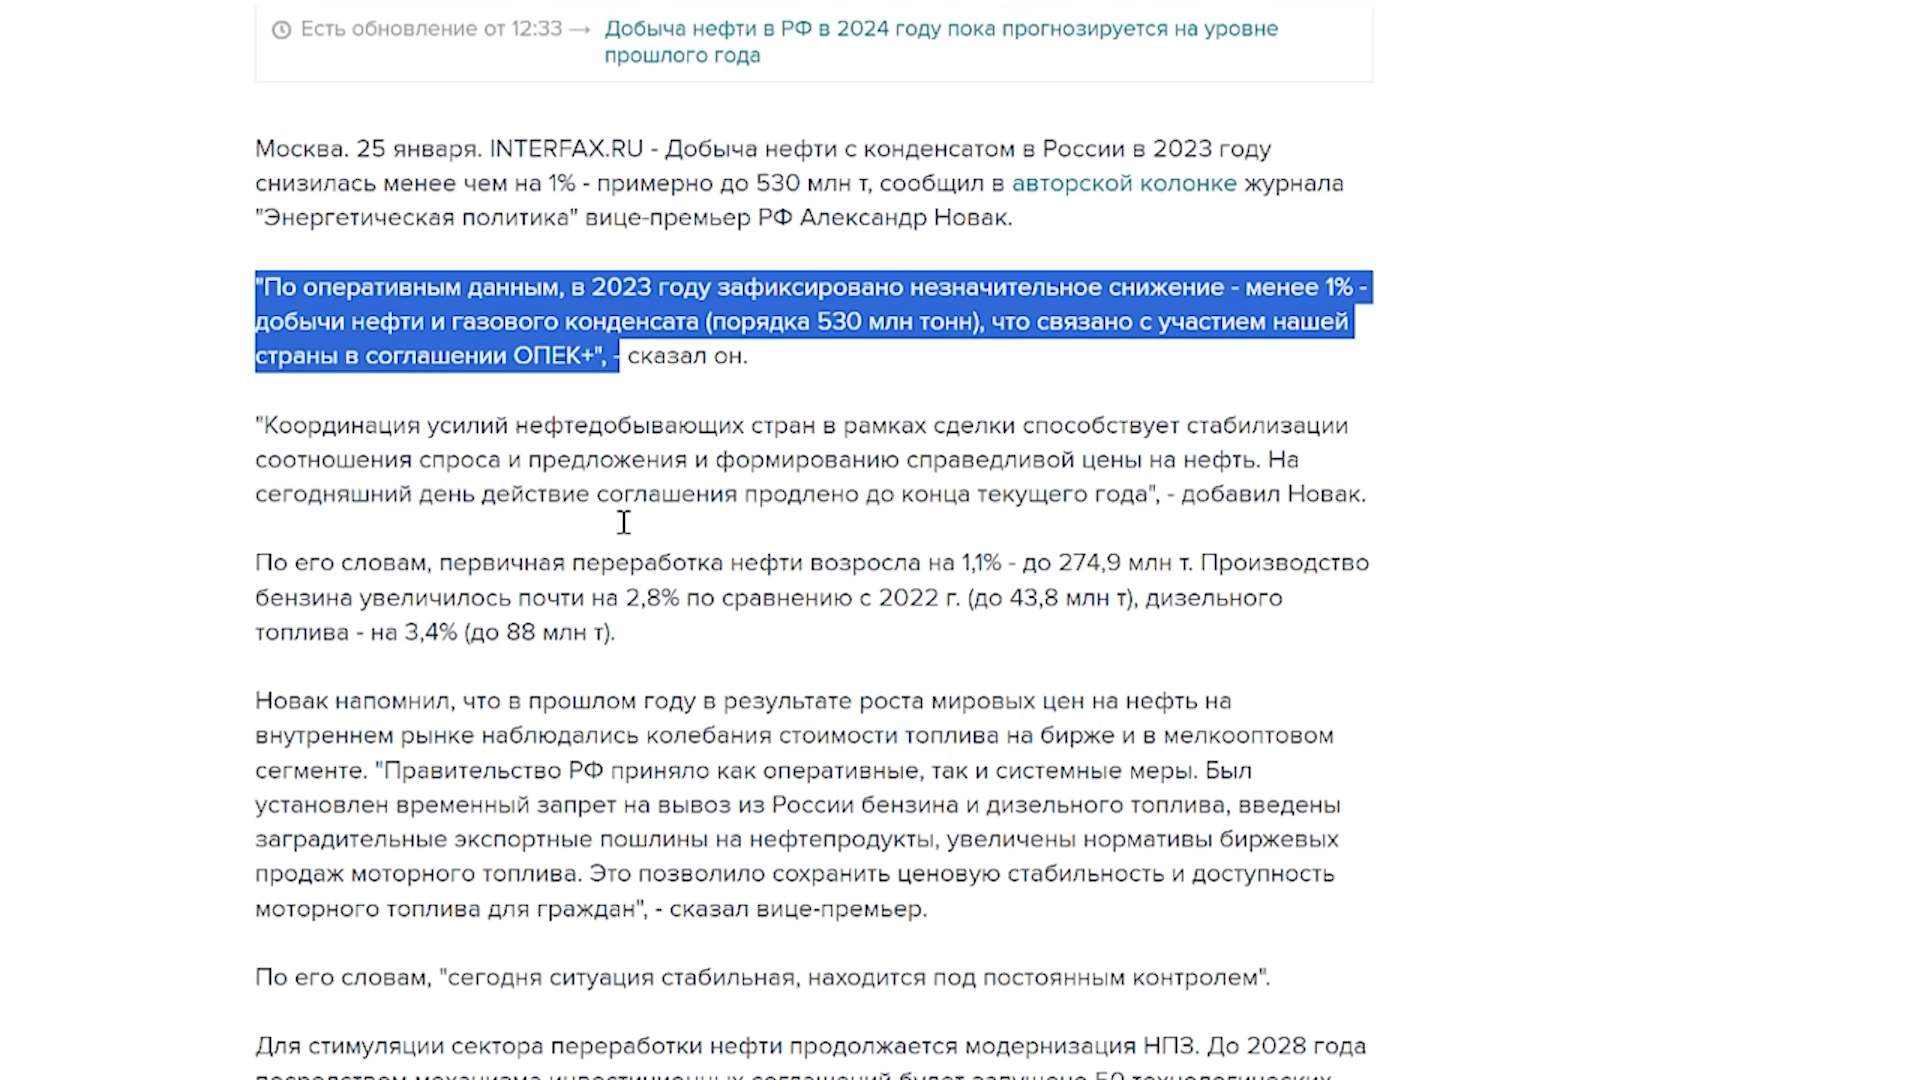 Есть обновление от 12:33 → Добыча нефти в РФ в 2024 году пока прогнозируется на уровне
прошлого года
Москва. 25 января. INTERFAX.RU - Добыча нефти с конденсатом в России в 2023 году
снизилась менее чем на 1% - примерно до 530 млн т, сообщил в авторской колонке журнала
"Энергетическая политика" вице-премьер РФ Александр Новак.
"По оперативным данным, в 2023 году зафиксировано незначительное снижение - менее 1% -
добычи нефти и газового конденсата (порядка 530 млн тонн), что связано с участием нашей
страны в соглашении ОПЕК+", - сказал он.
"Координация усилий нефтедобывающих стран в рамках сделки способствует стабилизации
соотношения спроса и предложения и формированию справедливой цены на нефть. На
сегодняшний день действие соглашения продлено до конца текущего года", - добавил Новак.
По его словам, первичная переработка нефти возросла на 1,1% - до 274,9 млн т. Производство
бензина увеличилось почти на 2,8% по сравнению с 2022 г. (до 43,8 млн т), дизельного
топлива - на 3,4% (до 88 млн т).
Новак напомнил, что в прошлом году в результате роста мировых цен на нефть на
внутреннем рынке наблюдались колебания стоимости топлива на бирже и в мелкооптовом
сегменте. "Правительство РФ приняло как оперативные, так и системные меры. Был
установлен временный запрет на вывоз из России бензина и дизельного топлива, введены
заградительные экспортные пошлины на нефтепродукты, увеличены нормативы биржевых
продаж моторного топлива. Это позволило сохранить ценовую стабильность и доступность
моторного топлива для граждан", - сказал вице-премьер.
По его словам, "сегодня ситуация стабильная, находится под постоянным контролем".
Для стимуляции сектора переработки нефти продолжается модернизация НПЗ. До 2028 года
посредством механизма инвестиционных соглашений будет запущено 50 технологических